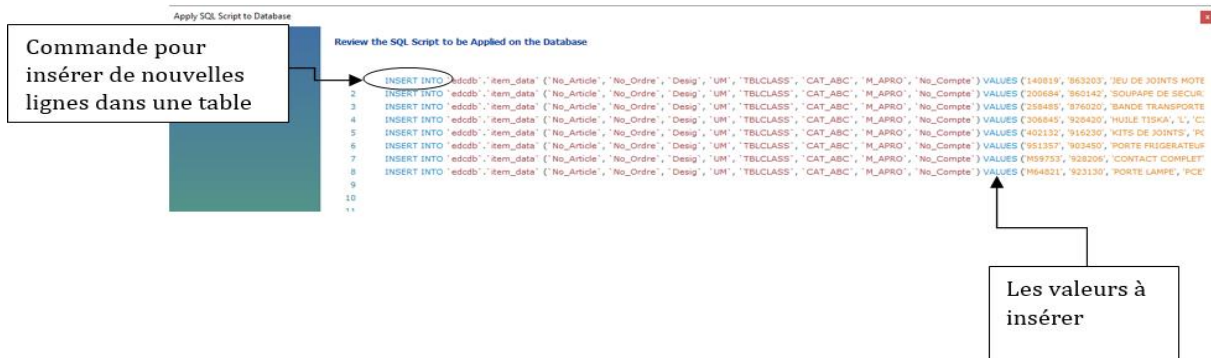 Apply SQL Script to Database
Commande pour
insérer de nouvelles
lignes dans une table
Review the SQL Script to be Applied on the Database
INSERT INTO `edcdb`.`item_data` (`No_Article`, `No_Ordre`, `Desig`, `UM`, `TBLCLASS`, `CAT_ABC`, `M_APRO`, `No_Compte`) VALUES ('140819', '863203', 'JEU DE JOINTS MOTE
2 INSERT INTO `edcdb`.`item_data` (`No_Article`, `No_Ordre`, `Desig`, `UM`, `TBLCLASS`, `CAT_ABC`, `M_APRO`, `No_Compte`) VALUES ('200684', '860142', 'SOUPAPE DE SECUR
3 INSERT INTO `edcdb`.`item_data` (`No_Article`, `No_Ordre`, `Desig`, `UM`, `TBLCLASS`, `CAT_ABC`, `M_APRO`, `No_Compte`) VALUES ('258485', '876020', 'BANDE TRANSPORTE
4 INSERT INTO `edcdb`.`item_data` (`No_Article`, `No_Ordre`, `Desig`, `UM`, `TBLCLASS`, `CAT_ABC`, `M_APRO`, `No_Compte`) VALUES ('306845', '928420', 'HUILE TISKA', 'L',
5 INSERT INTO `edcdb`.`item_data` (`No_Article`, `No_Ordre`, `Desig`, `UM`, `TBLCLASS`, `CAT_ABC`, `M_APRO`, `No_Compte`) VALUES ('402132', '916230', 'KITS DE JOINTS',
6 INSERT INTO `edcdb`.`item_data` (`No_Article`, `No_Ordre`, `Desig`, `UM`, `TBLCLASS`, `CAT_ABC`, `M_APRO`, `No_Compte`) VALUES ('951357', '903450', 'PORTE FRIGERATEUR
7 INSERT INTO `edcdb`.`item_data` (`No_Article`, `No_Ordre`, `Desig`, `UM`, `TBLCLASS`, `CAT_ABC`, `M_APRO`, `No_Compte`) VALUES ('M59753', '928206', 'CONTACT COMPLET'
8 INSERT INTO `edcdb`.`item_data` (`No_Article`, `No_Ordre`, `Desig`, `UM`, `TBLCLASS`, `CAT_ABC`, `M_APRO`, `No_Compte`) VALUES ('M64821', '923130', 'PORTE LAMPE', 'PCE'
9
10
Les valeurs à
insérer